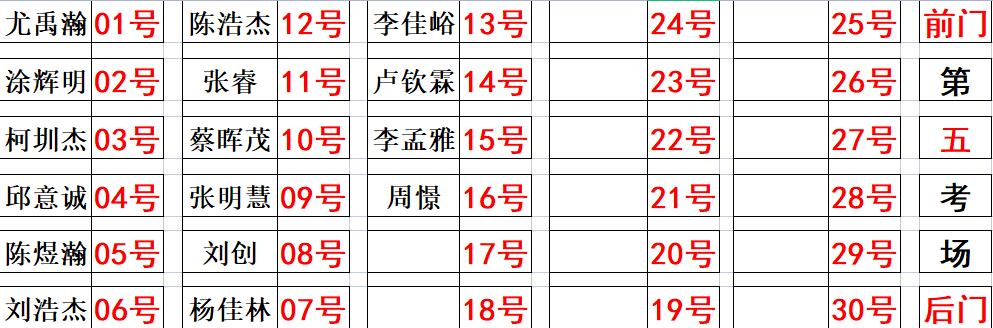 尤禹瀚 01号 陈浩杰 12号 李佳峪 13号 24号 25号 前门
涂辉明 02号 张睿 11号 卢钦霖 14号 23号 26号 第
柯圳杰 03号 蔡晖茂 10号 李孟雅 15号 22号 27号 五
邱意诚 04号 张明慧 09号 周憬 16号 21号 28号 考
陈煜瀚 05号 刘创 08号 17号 20号 29号 场
刘浩杰 06号 杨佳林 07号 18号 19号 30号 后门